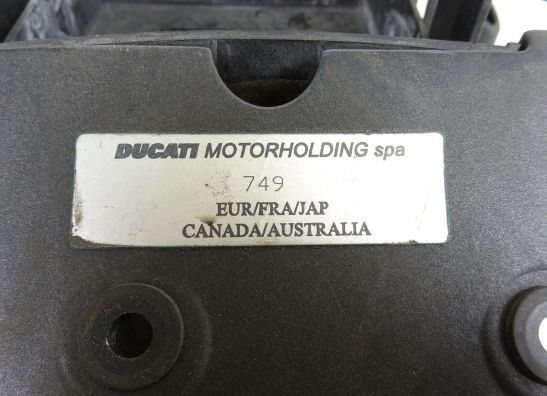 DUCATI MOTORHOLDING spa
749
EUR/FRA/JAP
CANADA/AUSTRALIA